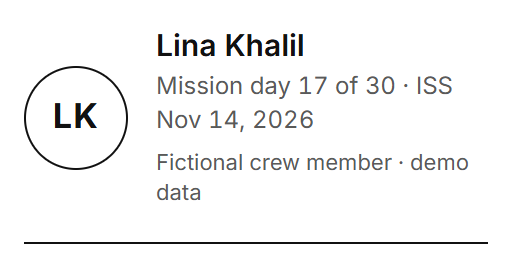 LK
Lina Khalil
Mission day 17 of 30 · ISS
Nov 14, 2026
Fictional crew member · demo
data